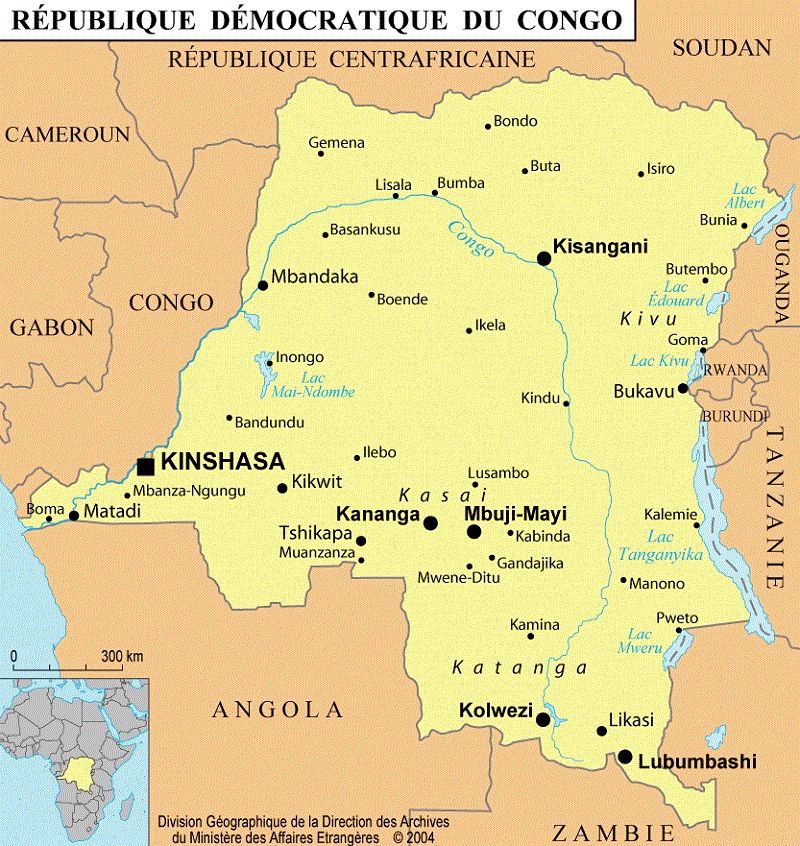 RÉPUBLIQUE DÉMOCRATIQUE DU CONGO
SOUDAN
RÉPUBLIQUE CENTRAFRICAINE
CAMEROUN
Bondo
Gemena
Buta
Isiro
Lisala
Bumba
Lac
Albert
Bunia
Basankusu
Congo
Kisangani
OUGANDA
Mbandaka
Butembo
Lac
Édouard
Boende
CONGO
Kivu
GABON
Ikela
Goma
Inongo
Lac Kivu
RWANDA
Lac
Mai-Ndombe
Bukavu
Kindu
BURUNDI
Bandundu
TANZANIE
Ilebo
KINSHASA
Lusambo
Kikwit
Mbanza-Ngungu
Kasai
Boma
Matadi
Kananga
Mbuji-Mayi
Kalemie
Tshikapa
Kabinda
Lac
Tanganyika
Muanzanza
Gandajika
Mwene-Ditu
Manono
Pweto
Kamina
Lac
Mweru
0 300 km
Katanga
ANGOLA
Kolwezi
Likasi
Lubumbashi
Division Géographique de la Direction des Archives
du Ministère des Affaires Etrangères © 2004
ZAMBIE